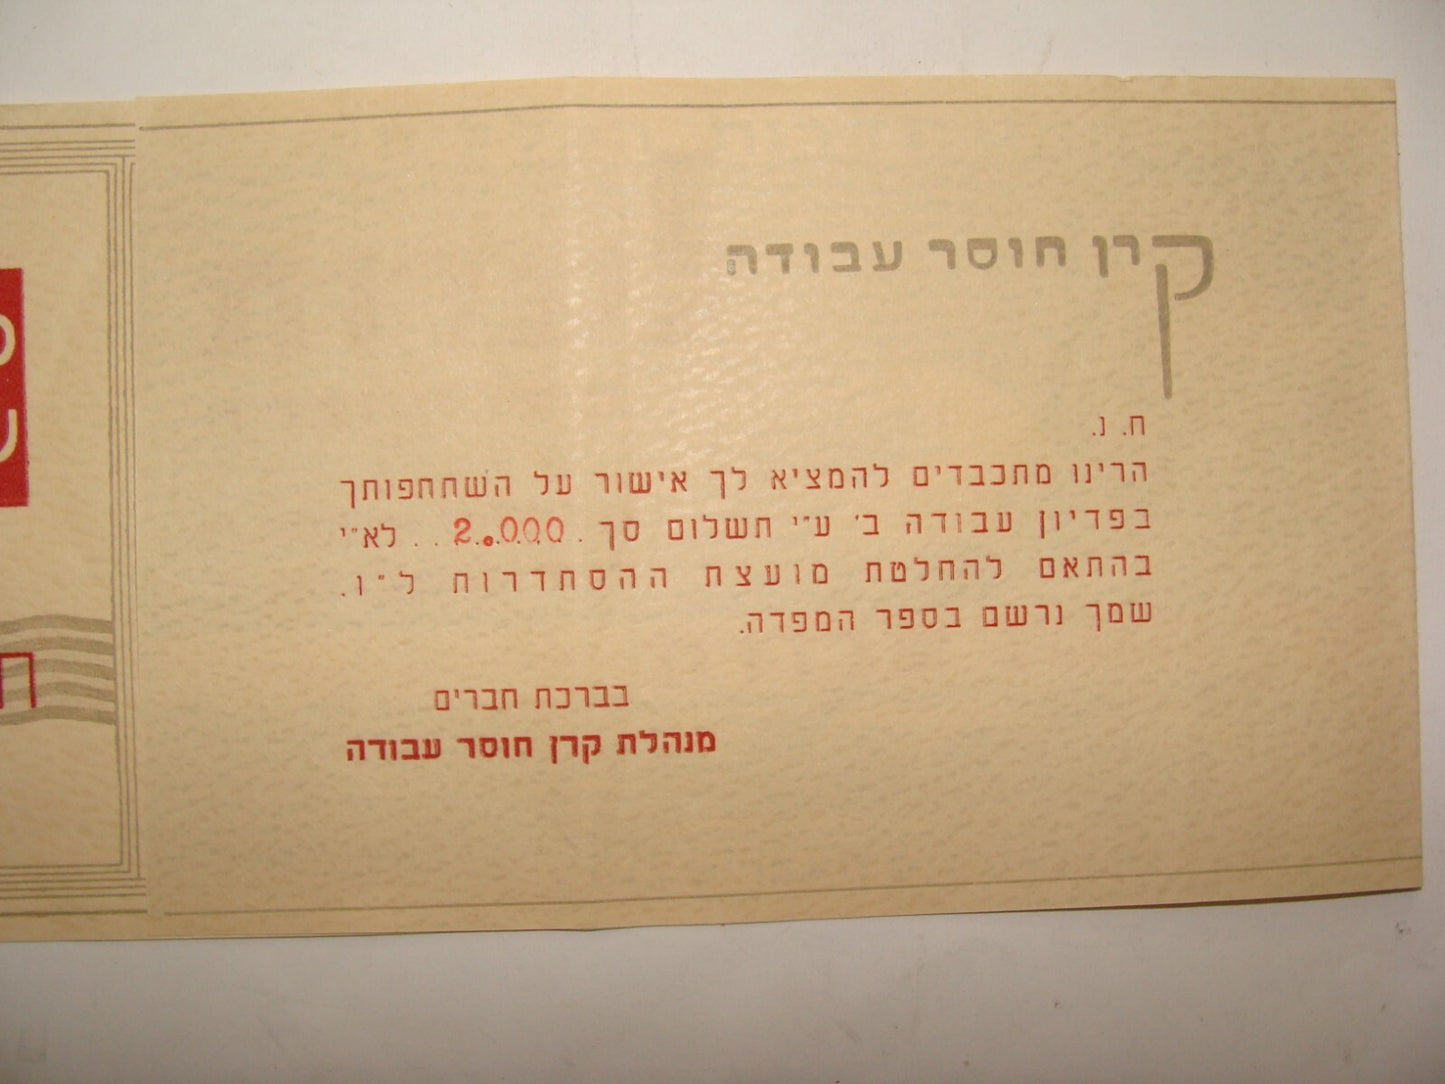 קרן חוסר עבודה
ח. נ.
הרינו מתכבדים להמציא לך אישור על השתתפותך
בפדיון עבודה ב' ע״י תשלום סך . 2.000 . . לא״י
בהתאם להחלטת מועצת ההסתדרות ל״ו.
שמך נרשם בספר המפדה.
בברכת חברים
מנהלת קרן חוסר עבודה